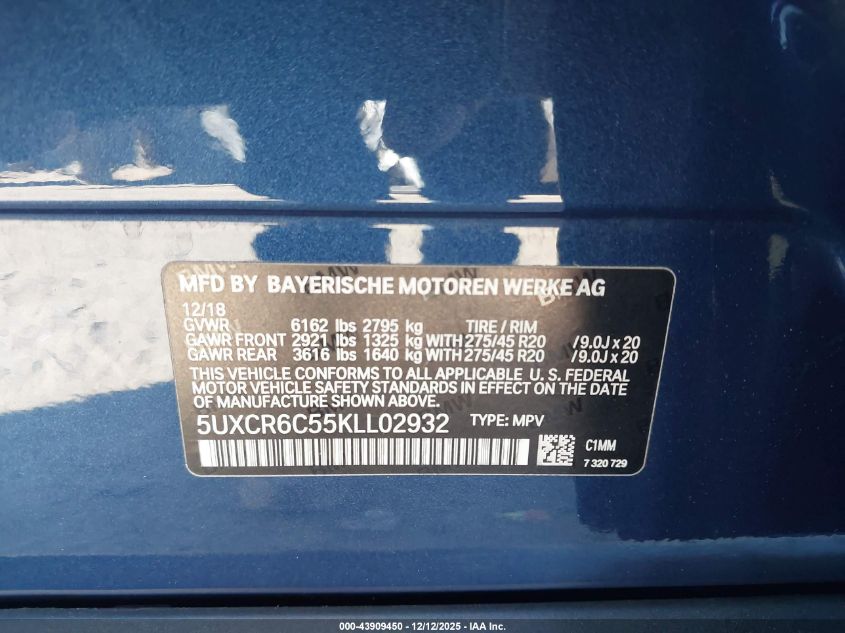 MFD BY BAYERISCHE MOTOREN WERKE AG
12/18
GVWR 6162 lbs 2795 kg TIRE / RIM
GAWR FRONT 2921 lbs 1325 kg WITH 275/45 R20 /9.0J x 20
GAWR REAR 3616 lbs 1640 kg WITH 275/45 R20 /9.0J x 20
THIS VEHICLE CONFORMS TO ALL APPLICABLE U. S. FEDERAL
MOTOR VEHICLE SAFETY STANDARDS IN EFFECT ON THE DATE
OF MANUFACTURE SHOWN ABOVE.
5UXCR6C55KLL02932 TYPE: MPV
C1MM
7 320 729
000-43909450 - 12/12/2025 - IAA Inc.